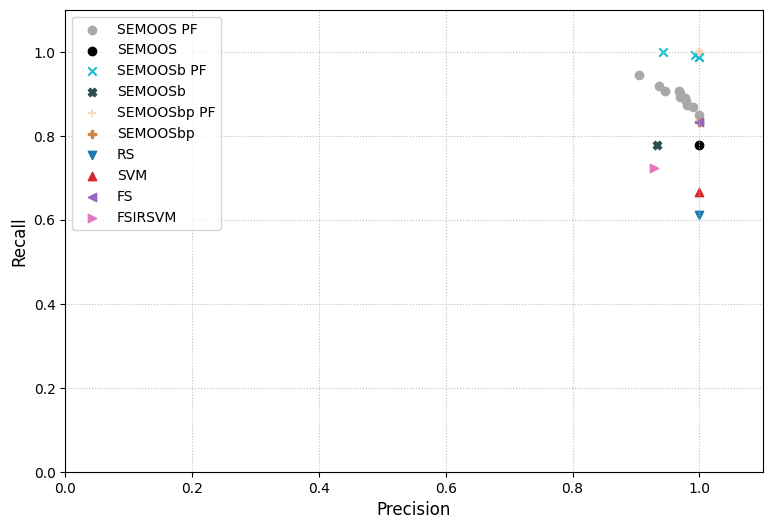 SEMOOS PF
SEMOOS
SEMOOSb PF
SEMOOSb
SEMOOSbp PF
SEMOOSbp
RS
SVM
FS
FSIRSVM
1.0
0.8
0.6
0.4
0.2
0.0
Recall
0.0 0.2 0.4 0.6 0.8 1.0
Precision